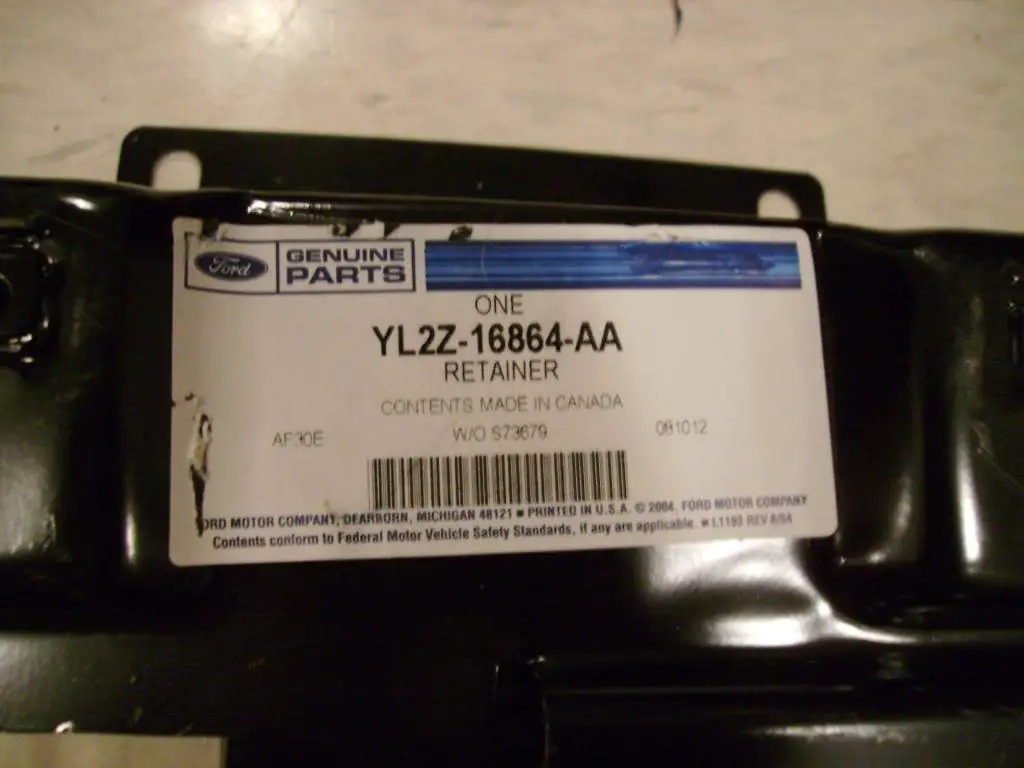 Ford
GENUINE
PARTS
ONE
YL2Z-16864-AA
RETAINER
CONTENTS MADE IN CANADA
AF30E W/O S73679 081012
ORD MOTOR COMPANY, DEARBORN, MICHIGAN 48121 ■ PRINTED IN U.S.A. © 2004. FORD MOTOR COMPANY
Contents conform to Federal Motor Vehicle Safety Standards, if any are applicable. ■ L1193 REV 8/04